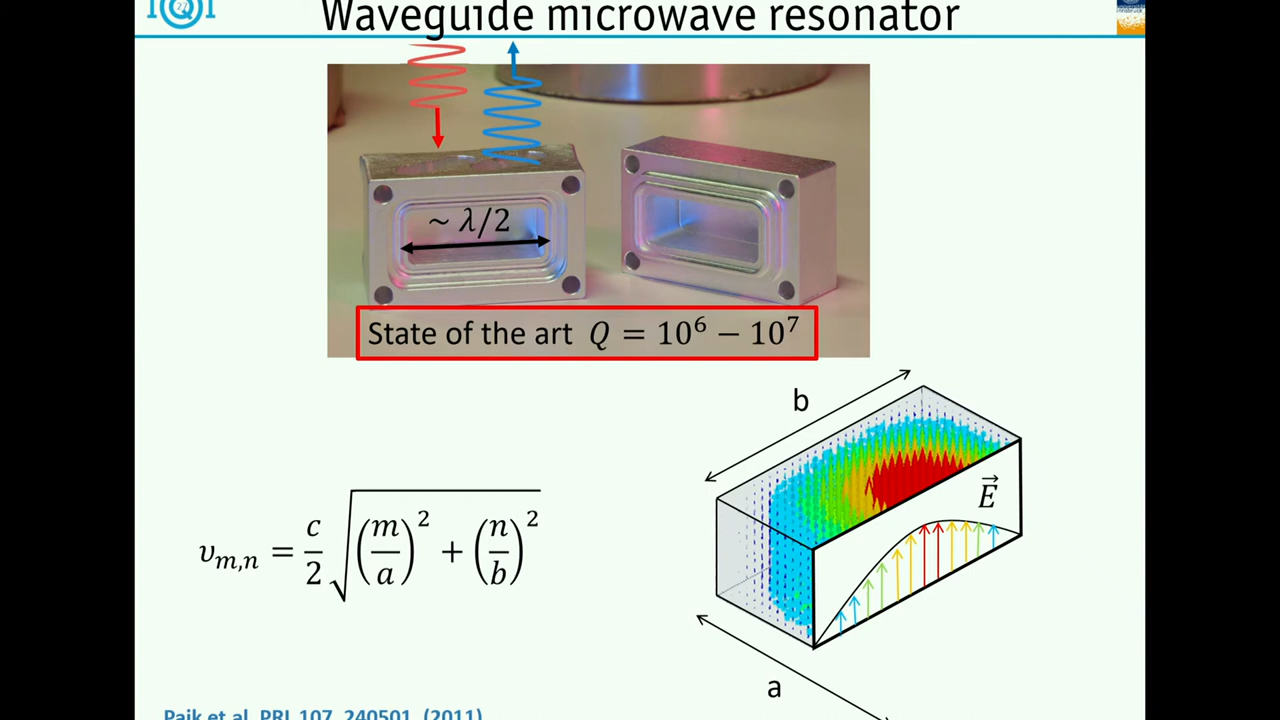 Waveguide microwave resonator
~ λ/2
State of the art Q = 10⁶ − 10⁷
b
E⃗
υₘ,ₙ = c/2 √((m/a)² + (n/b)²)
a
Paik et al. PRL 107, 240501, (2011)